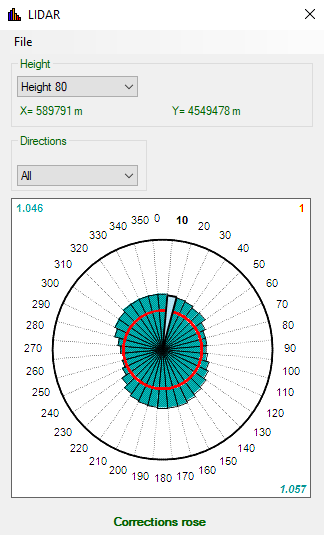 LIDAR
File
Height
Height 80
X= 589791 m Y= 4549478 m
Directions
All
1.046 1
350 0 10
340 20
330 30
320 40
310 50
300 60
290 70
280 80
270 90
260 100
250 110
240 120
230 130
220 140
210 150
200 160
190 180 170
1.057
Corrections rose